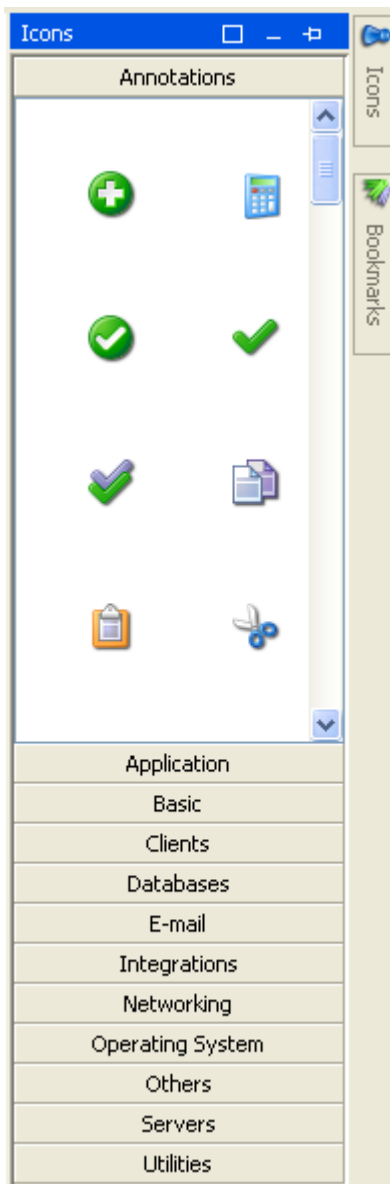 Icons
Annotations
Application
Basic
Clients
Databases
E-mail
Integrations
Networking
Operating System
Others
Servers
Utilities
Icons
Bookmarks